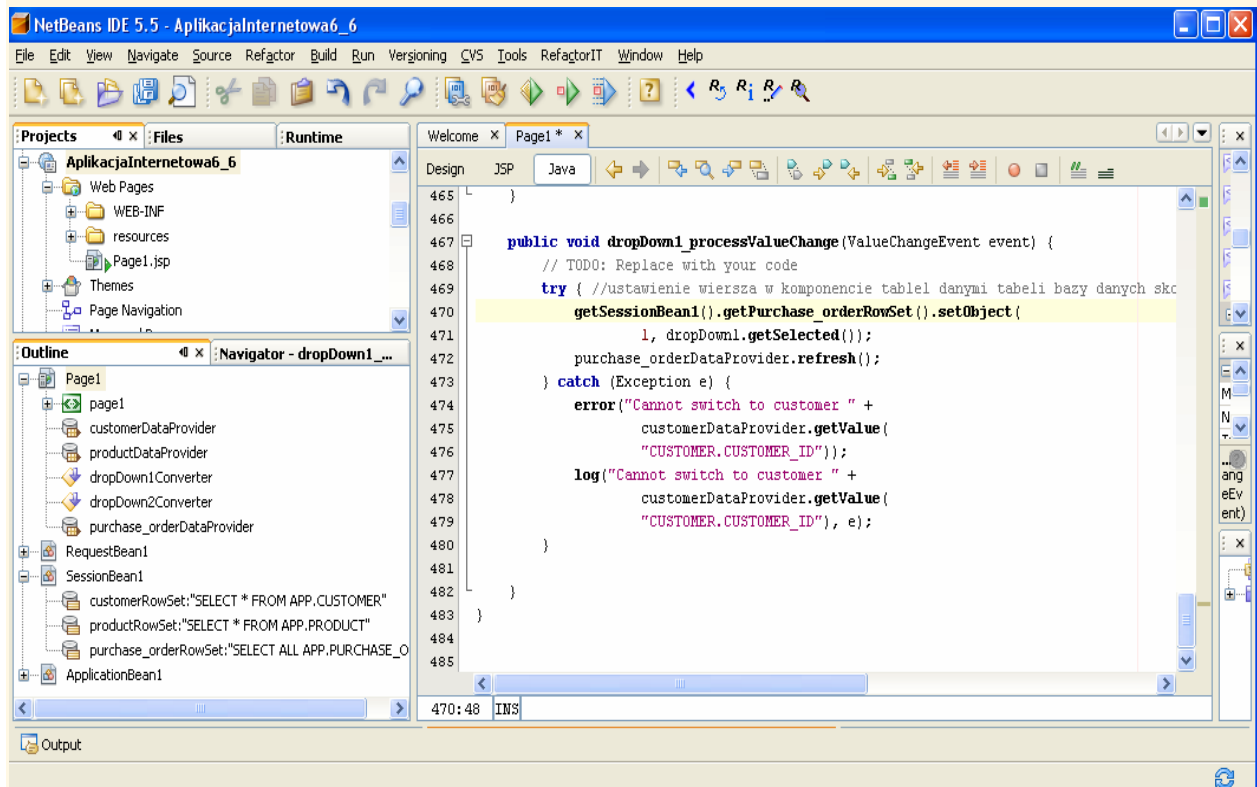 NetBeans IDE 5.5 - AplikacjaInternetowa6_6
File Edit View Navigate Source Refactor Build Run Versioning CVS Tools RefactorIT Window Help
Projects Files Runtime
AplikacjaInternetowa6_6
Web Pages
WEB-INF
resources
Page1.jsp
Themes
Page Navigation
Outline Navigator - dropDown1_...
Page1
page1
customerDataProvider
productDataProvider
dropDown1Converter
dropDown2Converter
purchase_orderDataProvider
RequestBean1
SessionBean1
customerRowSet:"SELECT * FROM APP.CUSTOMER"
productRowSet:"SELECT * FROM APP.PRODUCT"
purchase_orderRowSet:"SELECT ALL APP.PURCHASE_O
ApplicationBean1
Welcome Page1 *
Design JSP Java
465 }
466
467 public void dropDown1_processValueChange(ValueChangeEvent event) {
468 // TODO: Replace with your code
469 try { //ustawienie wiersza w komponencie table1 danymi tabeli bazy danych sko
470 getSessionBean1().getPurchase_orderRowSet().setObject(
471 1, dropDown1.getSelected());
472 purchase_orderDataProvider.refresh();
473 } catch (Exception e) {
474 error("Cannot switch to customer " +
475 customerDataProvider.getValue(
476 "CUSTOMER.CUSTOMER_ID"));
477 log("Cannot switch to customer " +
478 customerDataProvider.getValue(
479 "CUSTOMER.CUSTOMER_ID"), e);
480 }
481
482 }
483 }
484
485
470:48 INS
M
N
...
ang
eEv
ent)
Output